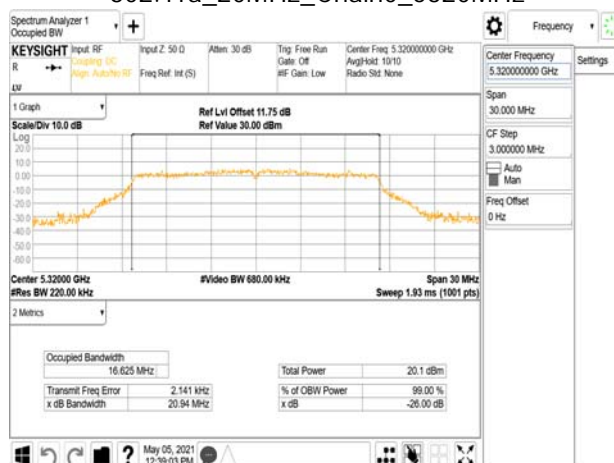 Spectrum Analyzer 1
Occupied BW
Frequency
KEYSIGHT
R
Input: RF
Coupling: DC
Align: Auto/No RF
Input Z: 50 Ω
Freq Ref: Int (S)
Atten: 30 dB
Trig: Free Run
Gate: Off
#IF Gain: Low
Center Freq: 5.320000000 GHz
Avg|Hold: 10/10
Radio Std: None
Center Frequency
5.320000000 GHz
Settings
Span
30.000 MHz
CF Step
3.000000 MHz
Auto
Man
Freq Offset
0 Hz
1 Graph
Scale/Div 10.0 dB
Ref Lvl Offset 11.75 dB
Ref Value 30.00 dBm
Log
20.0
10.0
0.00
-10.0
-20.0
-30.0
-40.0
-50.0
-60.0
Center 5.32000 GHz
#Res BW 220.00 kHz
#Video BW 680.00 kHz
Span 30 MHz
Sweep 1.93 ms (1001 pts)
2 Metrics
Occupied Bandwidth
16.625 MHz
Total Power 20.1 dBm
Transmit Freq Error 2.141 kHz
% of OBW Power 99.00 %
x dB Bandwidth 20.94 MHz
x dB -26.00 dB
May 05, 2021
12:39:03 PM